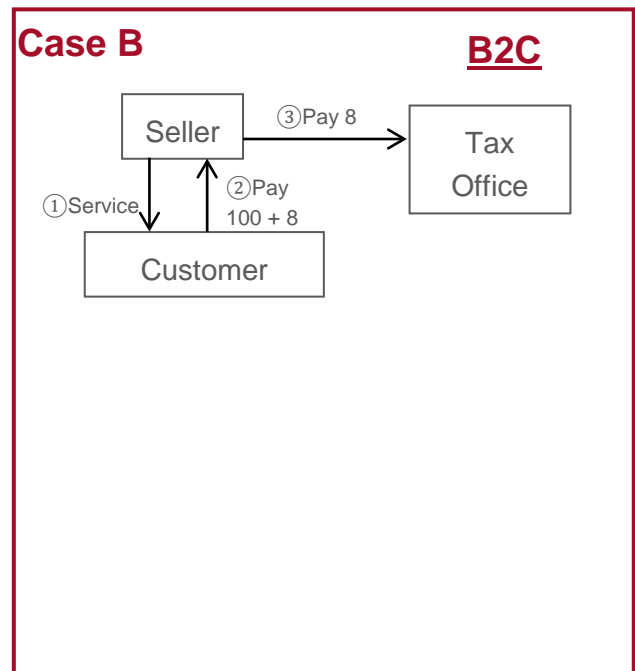 Case B
B2C
Seller
③Pay 8
Tax
Office
①Service
②Pay
100 + 8
Customer